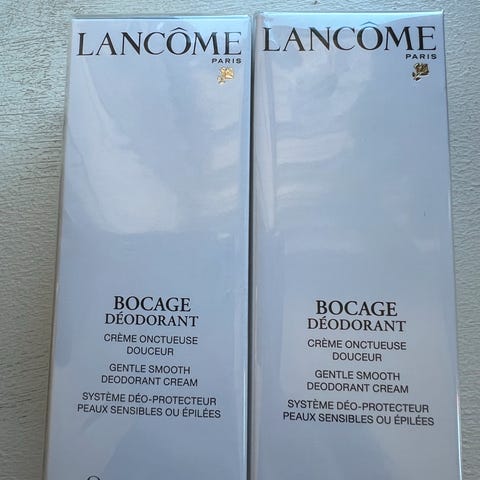 LANCÔME
PARIS
BOCAGE
DÉODORANT
CRÈME ONCTUEUSE
DOUCEUR
GENTLE SMOOTH
DEODORANT CREAM
SYSTÈME DÉO-PROTECTEUR
PEAUX SENSIBLES OU ÉPILÉES
LANCÔME
PARIS
BOCAGE
DÉODORANT
CRÈME ONCTUEUSE
DOUCEUR
GENTLE SMOOTH
DEODORANT CREAM
SYSTÈME DÉO-PROTECTEUR
PEAUX SENSIBLES OU ÉPILÉES